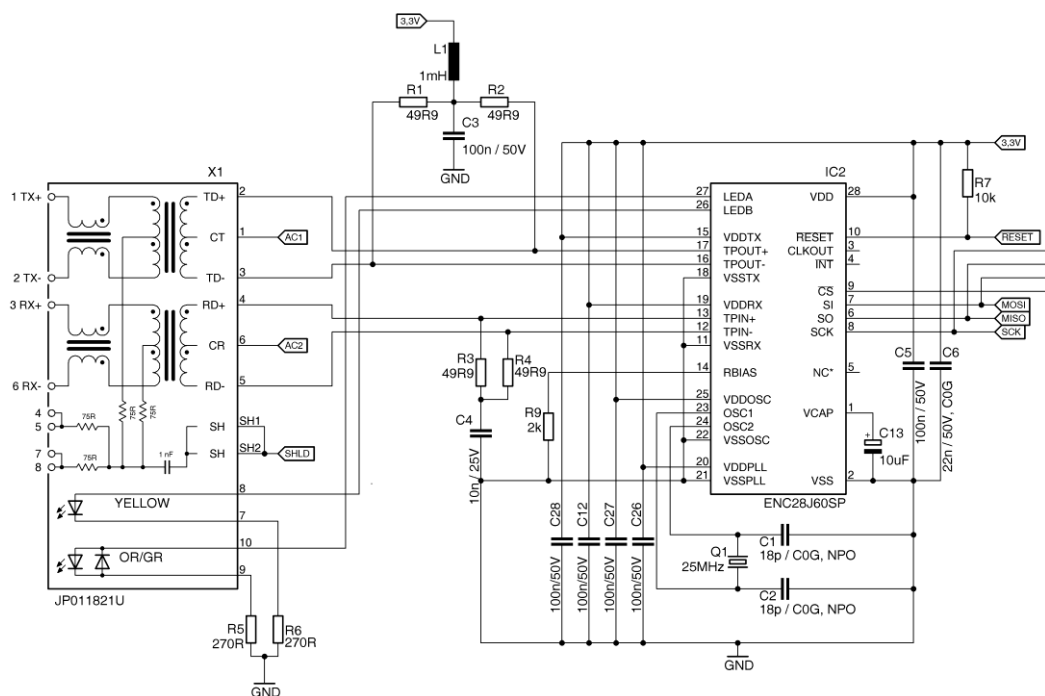 3,3V
L1
1mH
R1
49R9
R2
49R9
C3
100n / 50V
GND
X1
1 TX+
2 TX-
3 RX+
6 RX-
4
5
7
8
75R
75R
75R
75R
1 nF
TD+
CT
TD-
RD+
CR
RD-
SH
SH
2
1
3
4
6
5
SH1
SH2
8
7
10
9
AC1
AC2
SHLD
YELLOW
OR/GR
JP011821U
R5
270R
R6
270R
GND
R3
49R9
R4
49R9
C4
10n / 25V
R9
2k
C28
100n/50V
C12
100n/50V
C27
100n/50V
C26
100n/50V
IC2
27 LEDA
26 LEDB
15 VDDTX
17 TPOUT+
16 TPOUT-
18 VSSTX
19 VDDRX
13 TPIN+
12 TPIN-
11 VSSRX
14 RBIAS
25 VDDOSC
23 OSC1
24 OSC2
22 VSSOSC
20 VDDPLL
21 VSSPLL
VDD 28
RESET 10
CLKOUT 3
INT 4
CS 9
SI 7
SO 6
SCK 8
NC* 5
VCAP 1
VSS 2
ENC28J60SP
3,3V
R7
10k
RESET
MOSI
MISO
SCK
C5
100n / 50V
C6
22n / 50V, C0G
C13
+
10uF
Q1
25MHz
C1
18p / C0G, NPO
C2
18p / C0G, NPO
GND